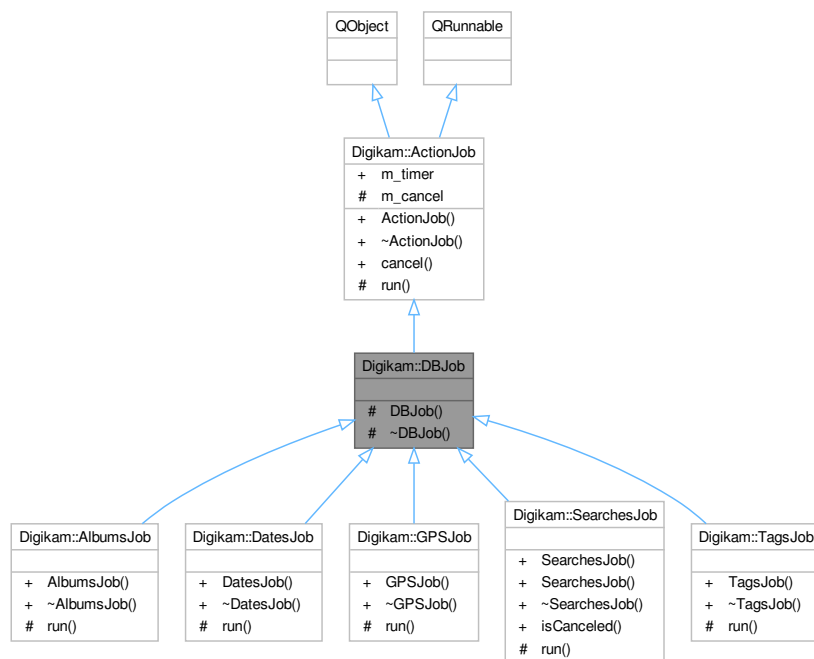 QObject
QRunnable
Digikam::ActionJob
+ m_timer
# m_cancel
+ ActionJob()
+ ~ActionJob()
+ cancel()
# run()
Digikam::DBJob
# DBJob()
# ~DBJob()
Digikam::AlbumsJob
+ AlbumsJob()
+ ~AlbumsJob()
# run()
Digikam::DatesJob
+ DatesJob()
+ ~DatesJob()
# run()
Digikam::GPSJob
+ GPSJob()
+ ~GPSJob()
# run()
Digikam::SearchesJob
+ SearchesJob()
+ SearchesJob()
+ ~SearchesJob()
+ isCanceled()
# run()
Digikam::TagsJob
+ TagsJob()
+ ~TagsJob()
# run()